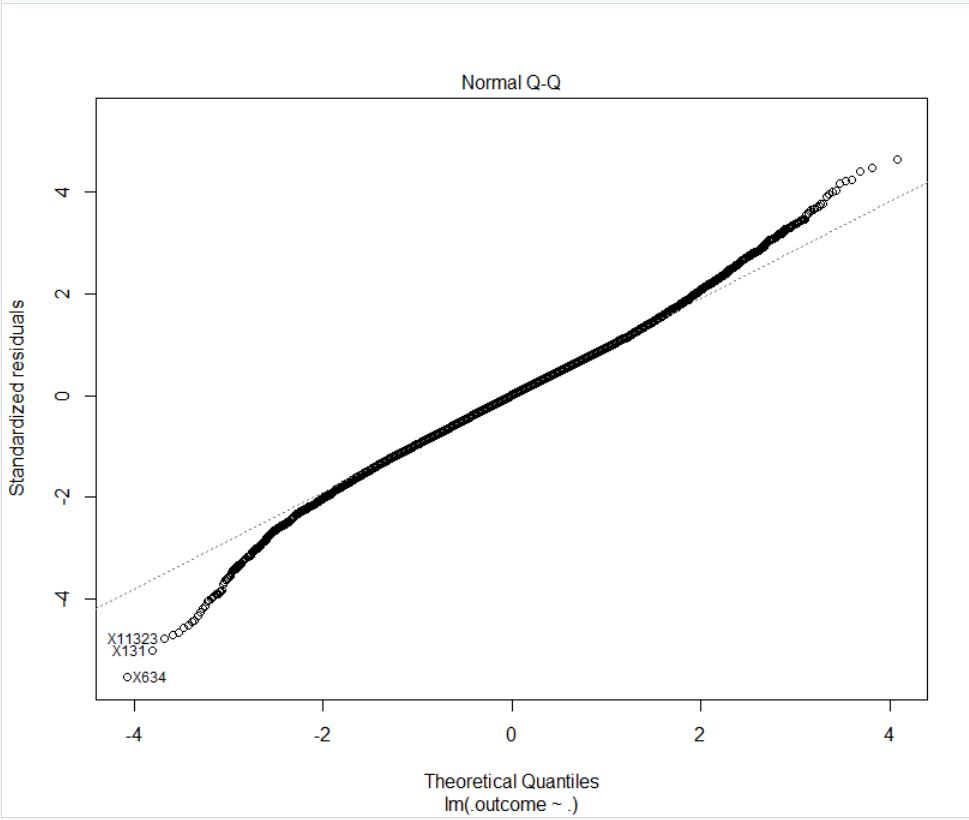 Normal Q-Q
Standardized residuals
4
2
0
-2
-4
X11323
X131
X634
-4 -2 0 2 4
Theoretical Quantiles
lm(.outcome ~ .)